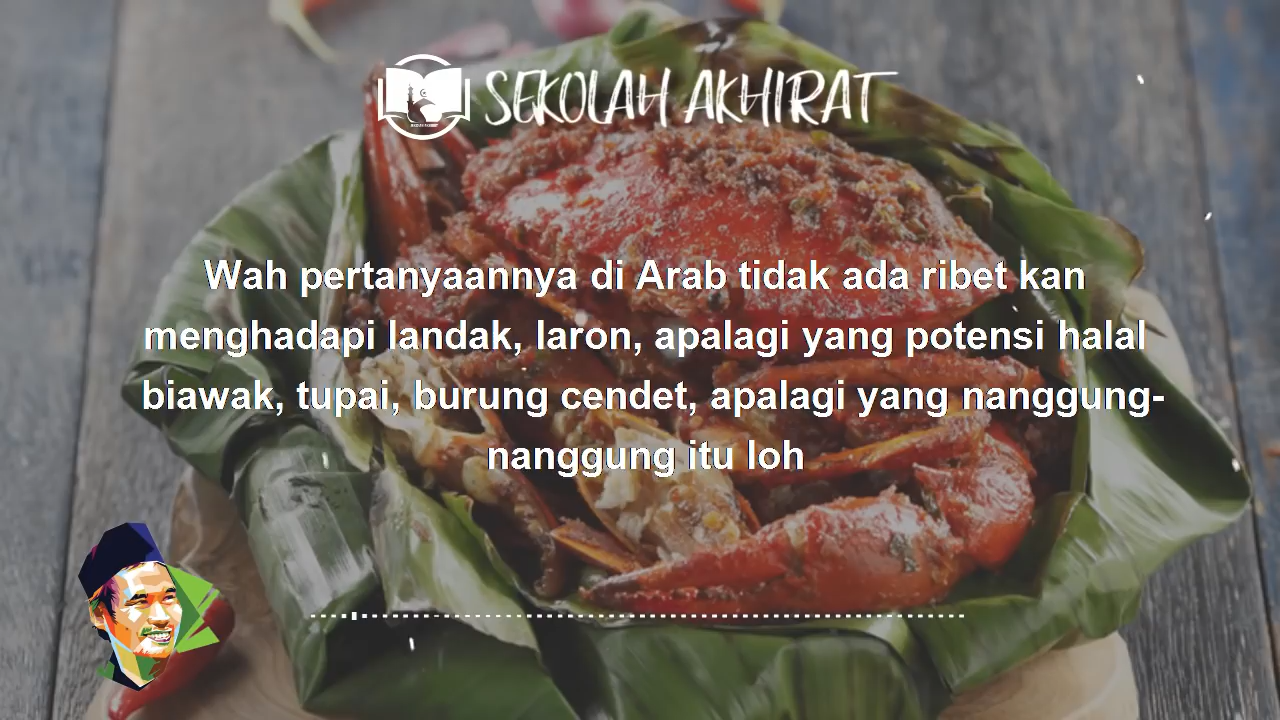 SEKOLAH AKHIRAT
Wah pertanyaannya di Arab tidak ada ribet kan
menghadapi landak, laron, apalagi yang potensi halal
biawak, tupai, burung cendet, apalagi yang nanggung-
nanggung itu loh